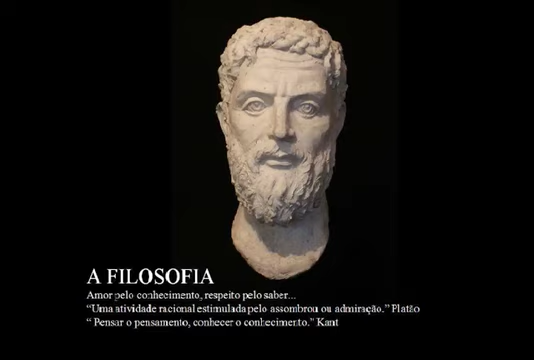 A FILOSOFIA
Amor pelo conhecimento, respeito pelo saber...
“Uma atividade racional estimulada pelo assombrou ou admiração.” Platão
“ Pensar o pensamento, conhecer o conhecimento.” Kant